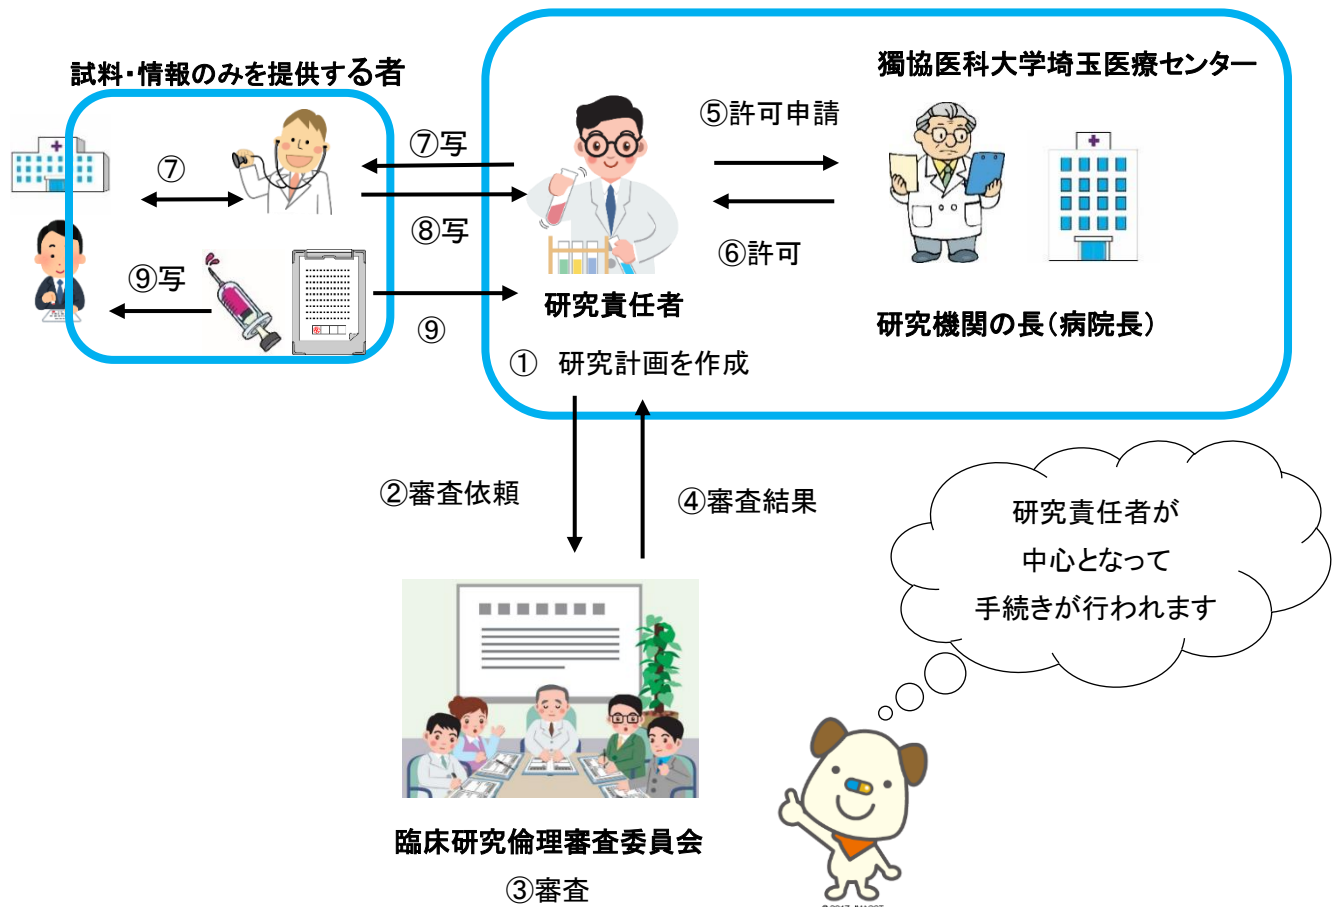 試料・情報のみを提供する者
獨協医科大学埼玉医療センター
⑦写
⑤許可申請
⑦
⑧写
⑥許可
⑨写
⑨
研究責任者
研究機関の長(病院長)
① 研究計画を作成
②審査依頼
④審査結果
研究責任者が
中心となって
手続きが行われます
臨床研究倫理審査委員会
③審査